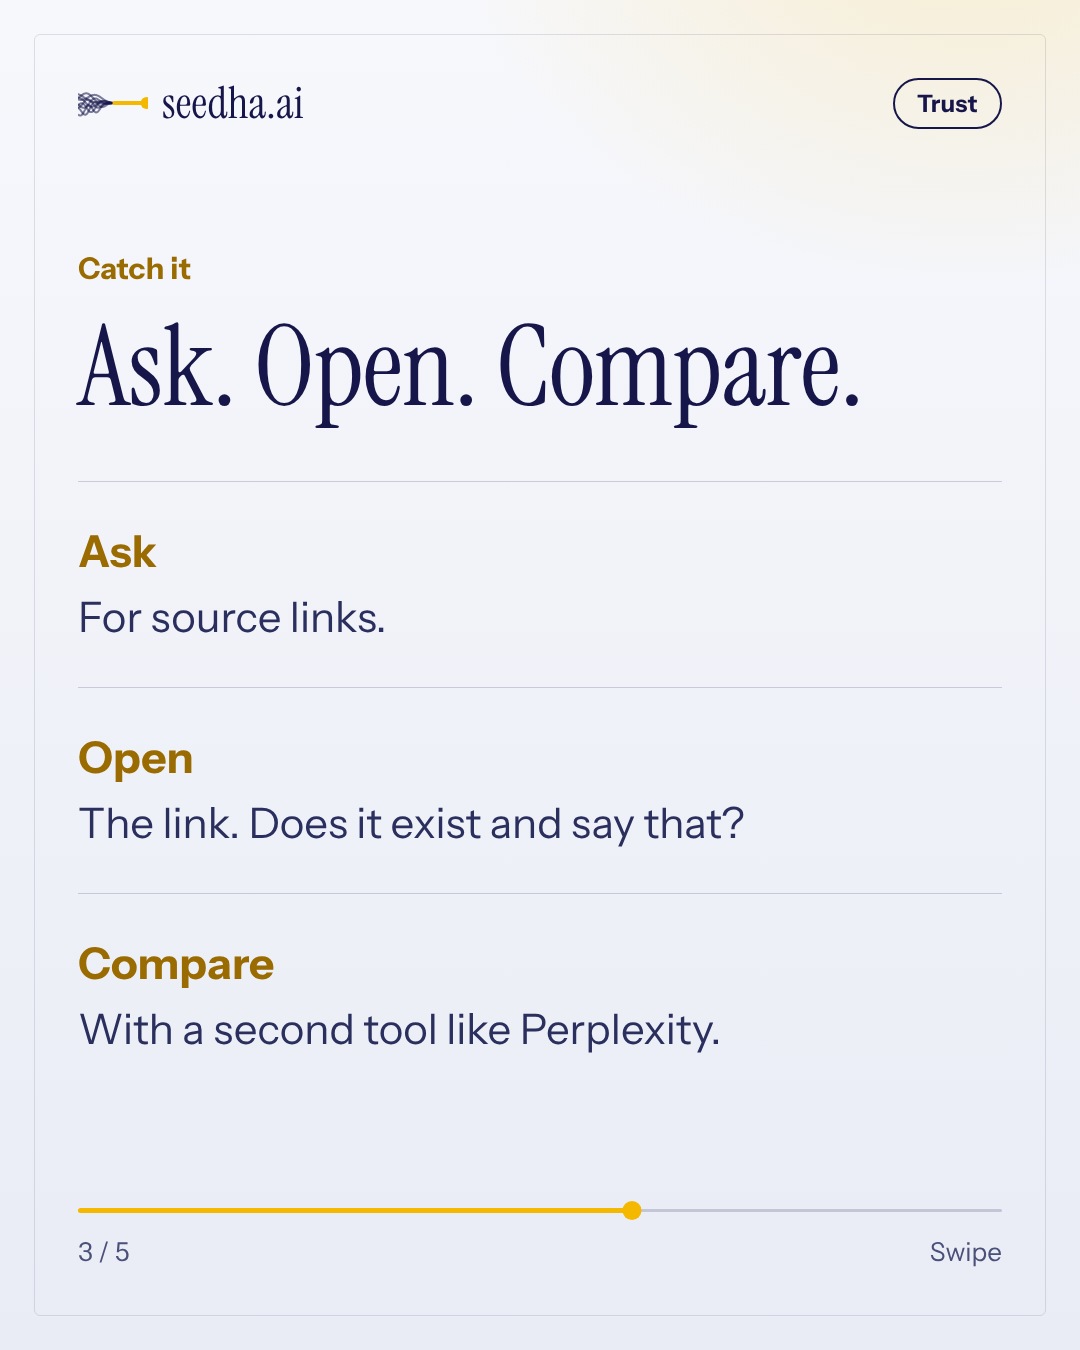 seedha.ai
Trust
Catch it
Ask. Open. Compare.
Ask
For source links.
Open
The link. Does it exist and say that?
Compare
With a second tool like Perplexity.
3 / 5
Swipe